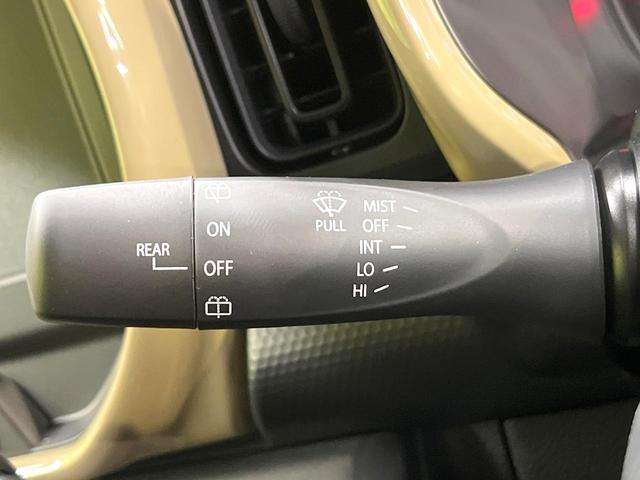 REAR
ON
OFF
PULL
MIST
OFF
INT
LO
HI